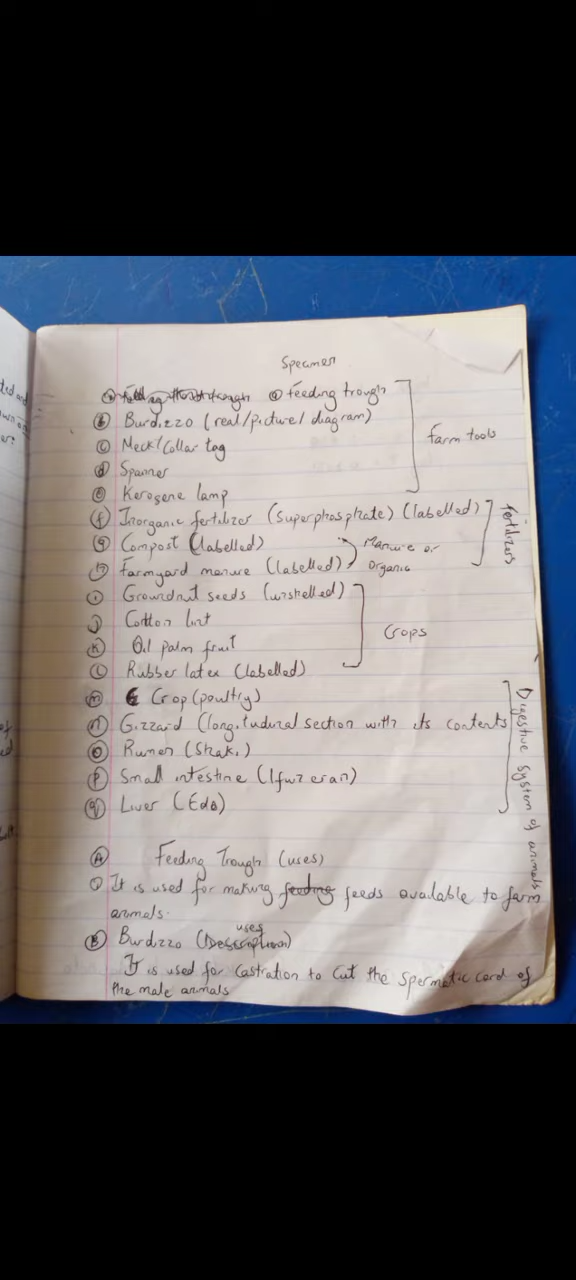 Specimen
ⓐ feeding trough
ⓑ Burdizzo (real/picture/diagram)
ⓒ Neck/Collar tag
ⓓ Spanner
ⓔ Kerosene lamp
Farm tools
ⓕ Inorganic fertilizer (superphosphate) (labelled)
ⓖ Compost (labelled)
ⓗ Farmyard manure (labelled)
Manure or
Organic
Fertilizers
ⓘ Groundnut seeds (unshelled)
ⓙ Cotton lint
ⓚ Oil palm fruit
ⓛ Rubber latex (labelled)
Crops
ⓜ Crop (poultry)
ⓝ Gizzard (longitudunal section with its contents
ⓞ Rumen (Shaki)
ⓟ Small intestine (Ifun eran)
ⓠ Liver (Edo)
Digestive system of animals
Ⓐ Feeding Trough (uses)
ⓘ It is used for making feeding feeds available to farm
animals.
Ⓑ Burdizzo (Description) uses
It is used for castration to cut the spermatic cord of
the male animals